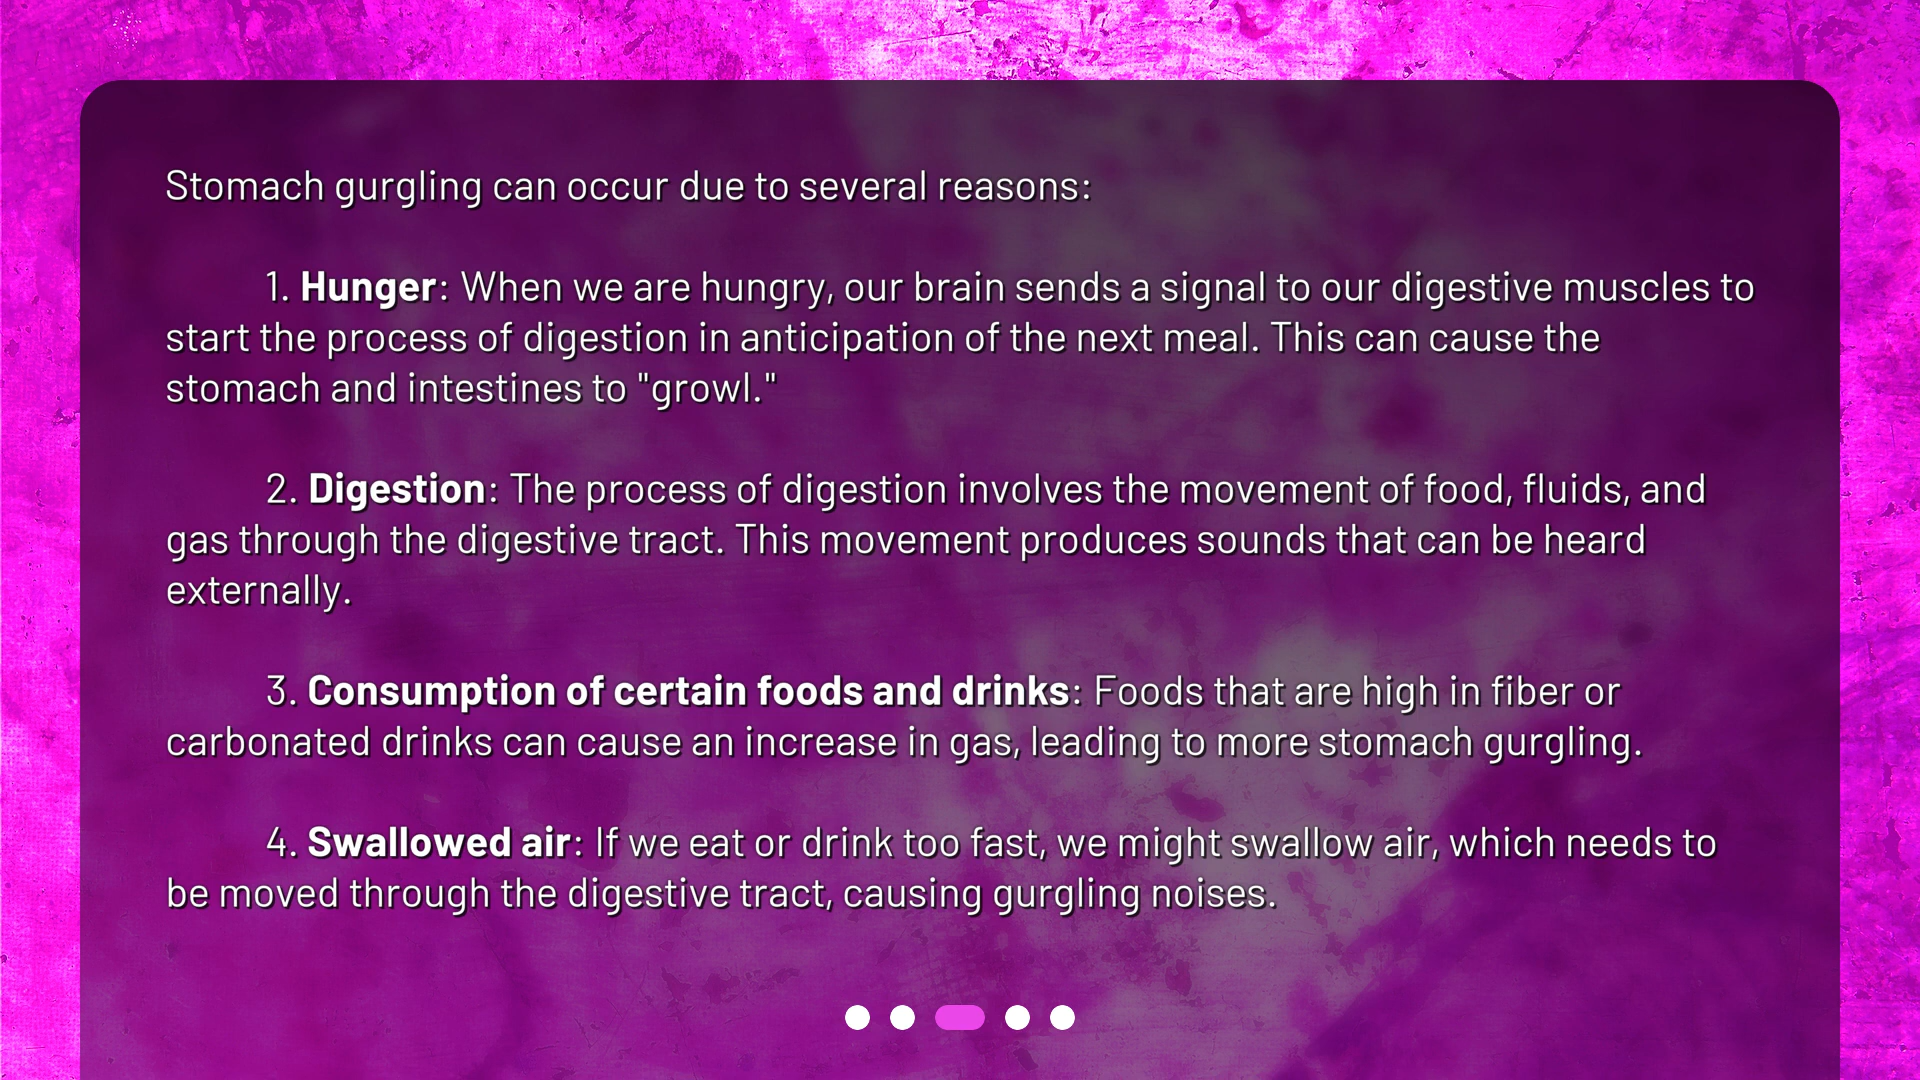 Stomach gurgling can occur due to several reasons:
1. Hunger: When we are hungry, our brain sends a signal to our digestive muscles to
start the process of digestion in anticipation of the next meal. This can cause the
stomach and intestines to "growl."
2. Digestion: The process of digestion involves the movement of food, fluids, and
gas through the digestive tract. This movement produces sounds that can be heard
externally.
3. Consumption of certain foods and drinks: Foods that are high in fiber or
carbonated drinks can cause an increase in gas, leading to more stomach gurgling.
4. Swallowed air: If we eat or drink too fast, we might swallow air, which needs to
be moved through the digestive tract, causing gurgling noises.